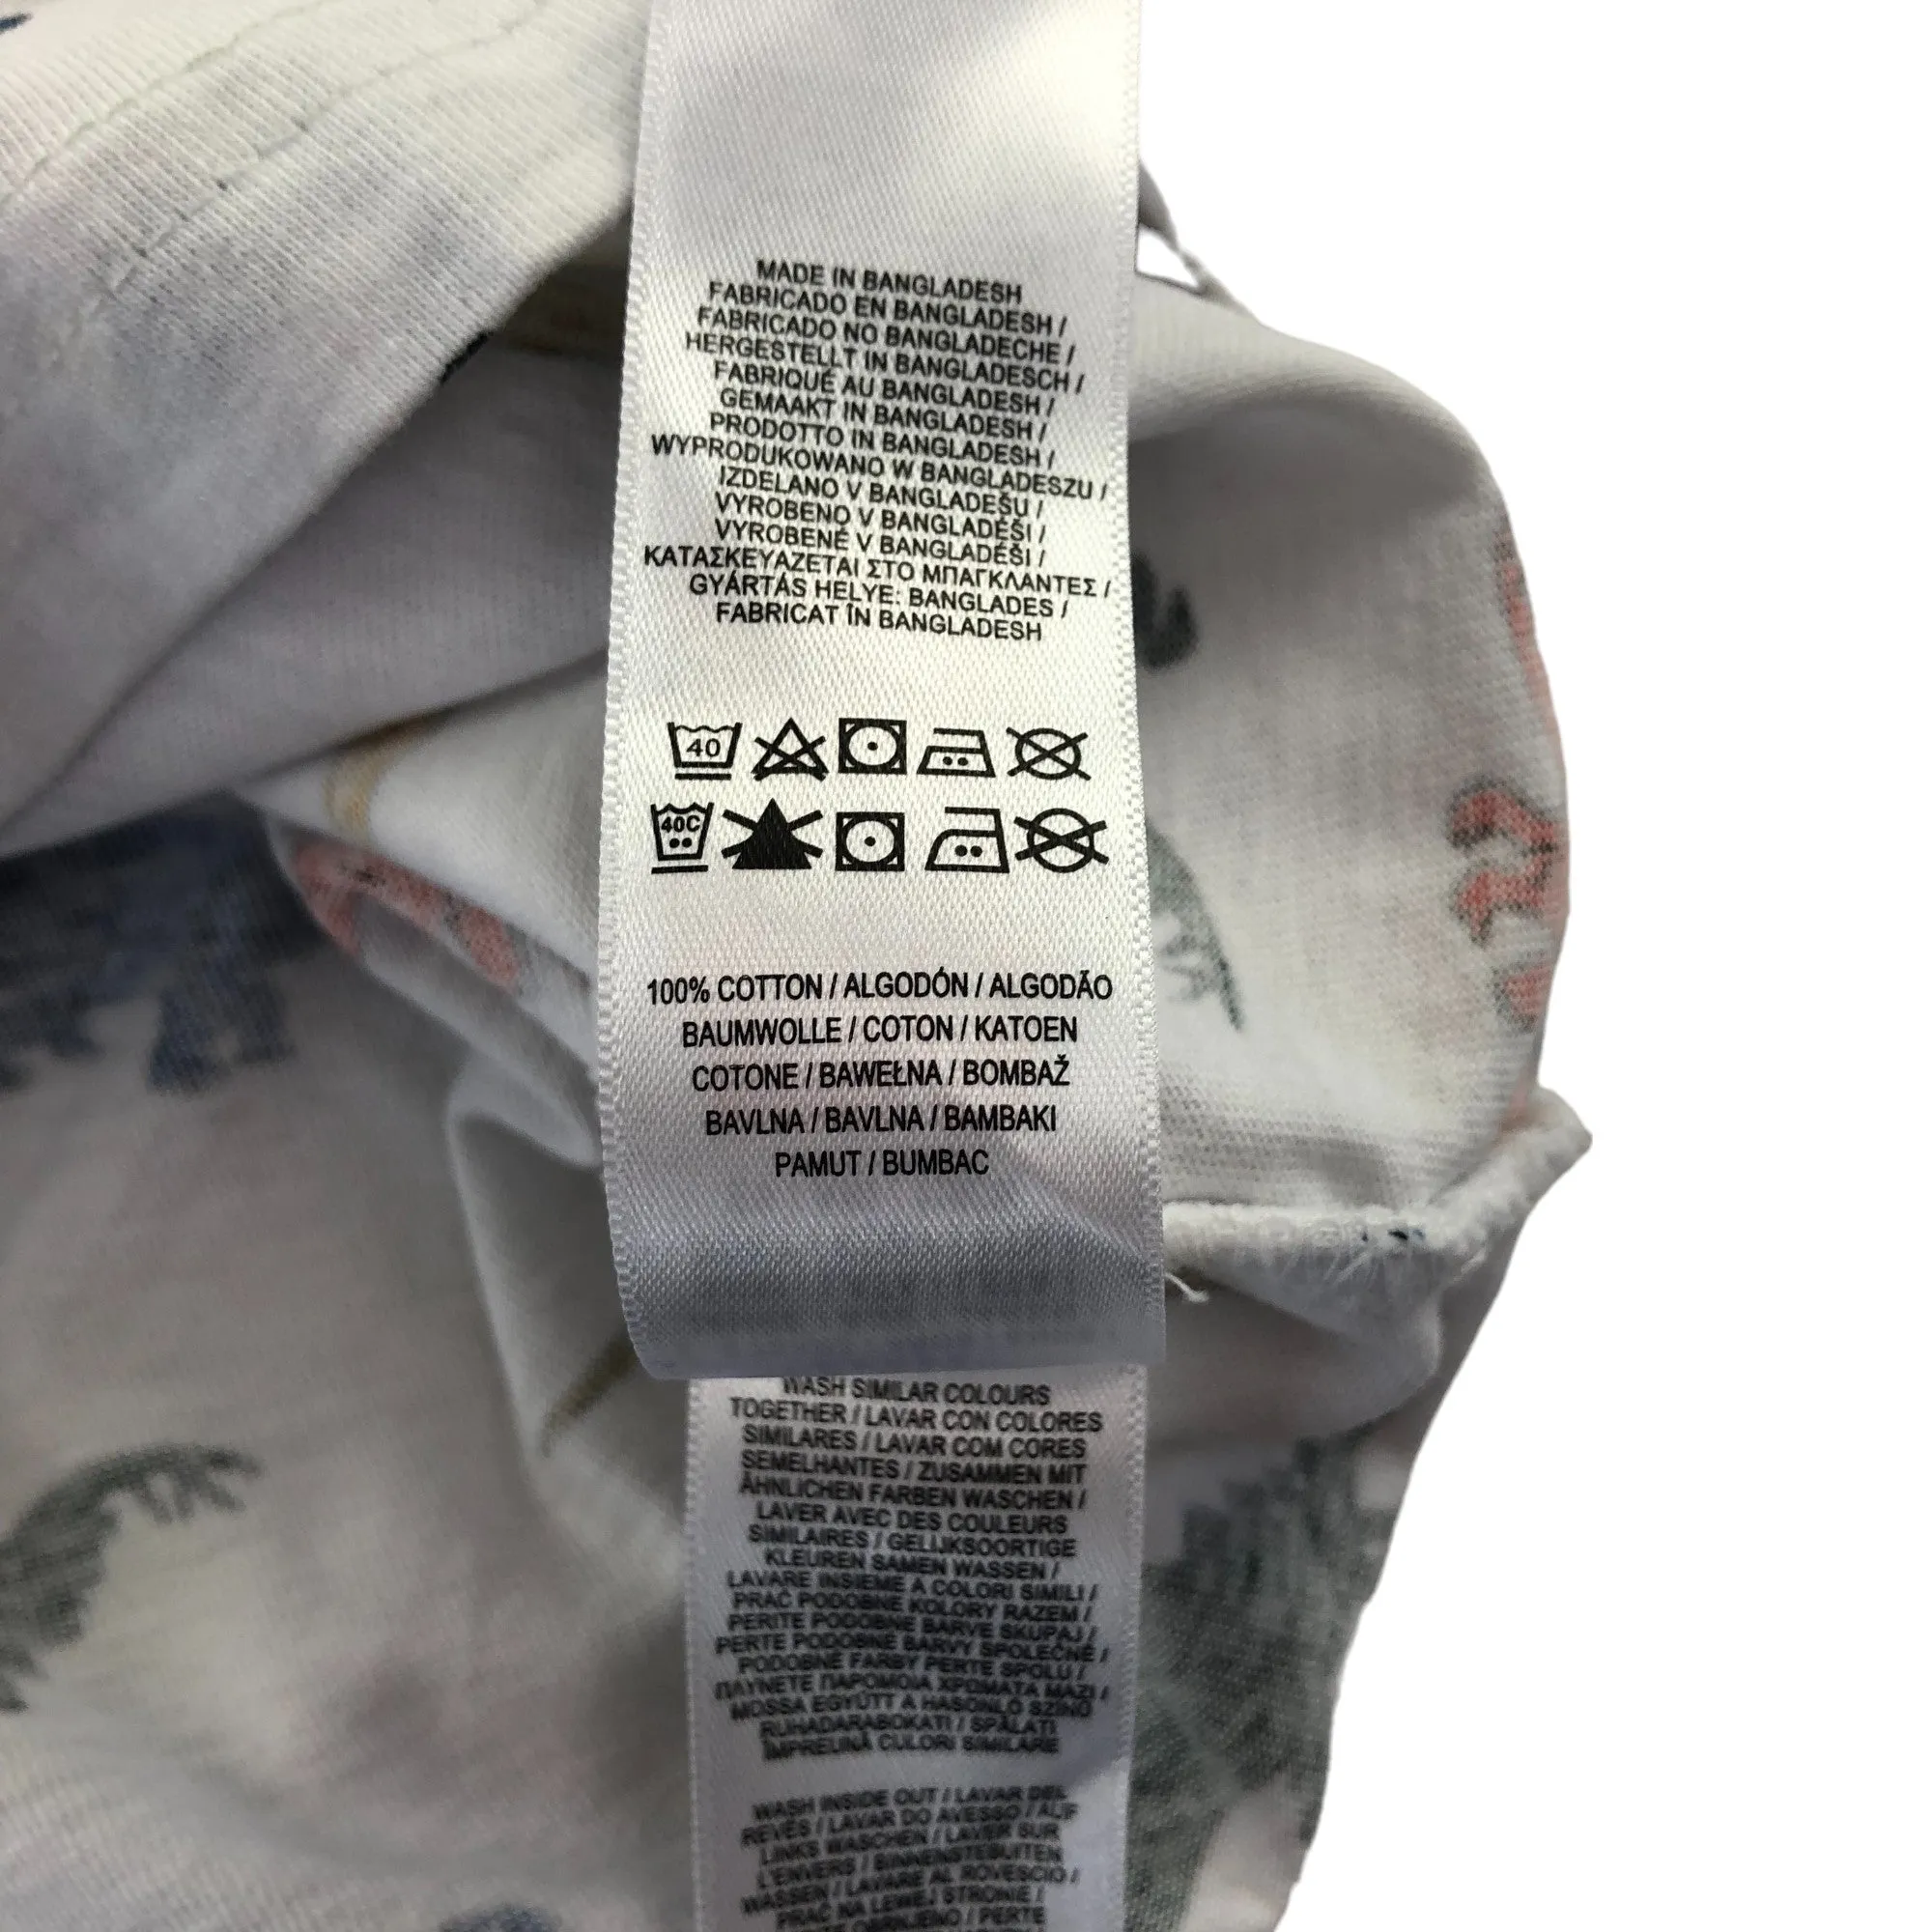 MADE IN BANGLADESH
FABRICADO EN BANGLADESH /
FABRICADO NO BANGLADECHE /
HERGESTELLT IN BANGLADESCH /
FABRIQUÉ AU BANGLADESH /
GEMAAKT IN BANGLADESH /
PRODOTTO IN BANGLADESH /
WYPRODUKOWANO W BANGLADESZU /
IZDELANO V BANGLADEŠU /
VYROBENO V BANGLADÉŠI /
VYROBENÉ V BANGLADÉŠI /
ΚΑΤΑΣΚΕΥΑΖΕΤΑΙ ΣΤΟ ΜΠΑΓΚΛΑΝΤΕΣ /
GYÁRTÁS HELYE: BANGLADES /
FABRICAT ÎN BANGLADESH
40
40C
100% COTTON / ALGODÓN / ALGODÃO
BAUMWOLLE / COTON / KATOEN
COTONE / BAWEŁNA / BOMBAŽ
BAVLNA / BAVLNA / BAMBAKI
PAMUT / BUMBAC
WASH SIMILAR COLOURS
TOGETHER / LAVAR CON COLORES
SIMILARES / LAVAR COM CORES
SEMELHANTES / ZUSAMMEN MIT
ÄHNLICHEN FARBEN WASCHEN /
LAVER AVEC DES COULEURS
SIMILAIRES / GELIJKSOORTIGE
KLEUREN SAMEN WASSEN /
LAVARE INSIEME A COLORI SIMILI /
PRAĆ PODOBNE KOLORY RAZEM /
PERITE PODOBNE BARVE SKUPAJ /
PERTE PODOBNÉ BARVY SPOLEČNĚ /
PODOBNÉ FARBY PERTE SPOLU /
ΠΛΥΝΕΤΕ ΠΑΡΟΜΟΙΑ ΧΡΩΜΑΤΑ ΜΑΖΙ /
MOSSA EGYÜTT A HASONLÓ SZÍNŰ
RUHADARABOKAT! / SPĂLAȚI
ÎMPREUNĂ CULORI SIMILARE
WASH INSIDE OUT / LAVAR DEL
REVÉS / LAVAR DO AVESSO / AUF
LINKS WASCHEN / LAVER SUR
L'ENVERS / BINNENSTEBUITEN
WASSEN / LAVARE AL ROVESCIO /
PRAĆ NA LEWEJ STRONIE /
PERITE OBRNJENO / PERTE